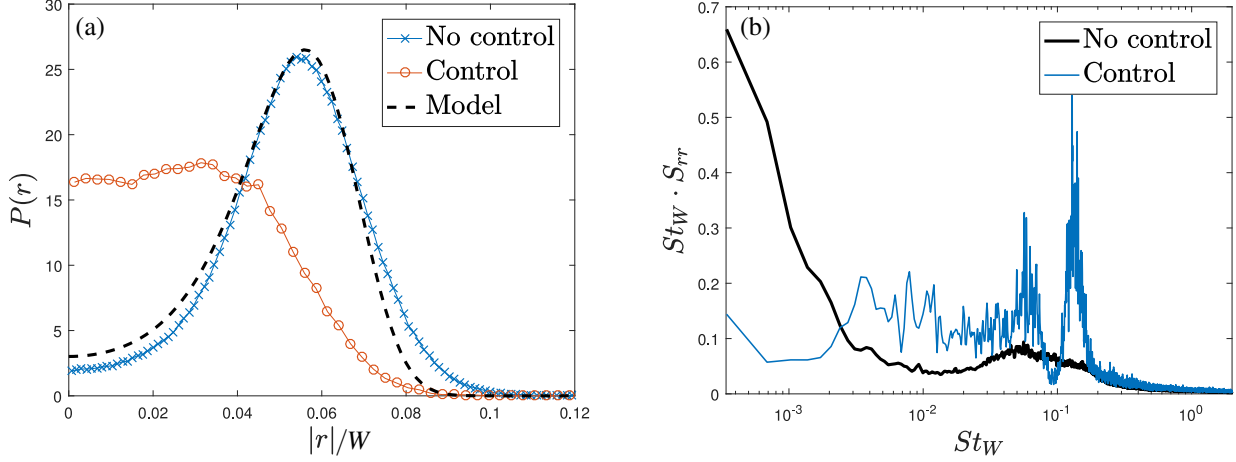 (a)
No control
Control
Model
30
25
20
15
10
5
0
P(r)
0 0.02 0.04 0.06 0.08 0.1 0.12
|r|/W
(b)
No control
Control
0.7
0.6
0.5
0.4
0.3
0.2
0.1
0
St_W · S_rr
10^-3 10^-2 10^-1 10^0
St_W